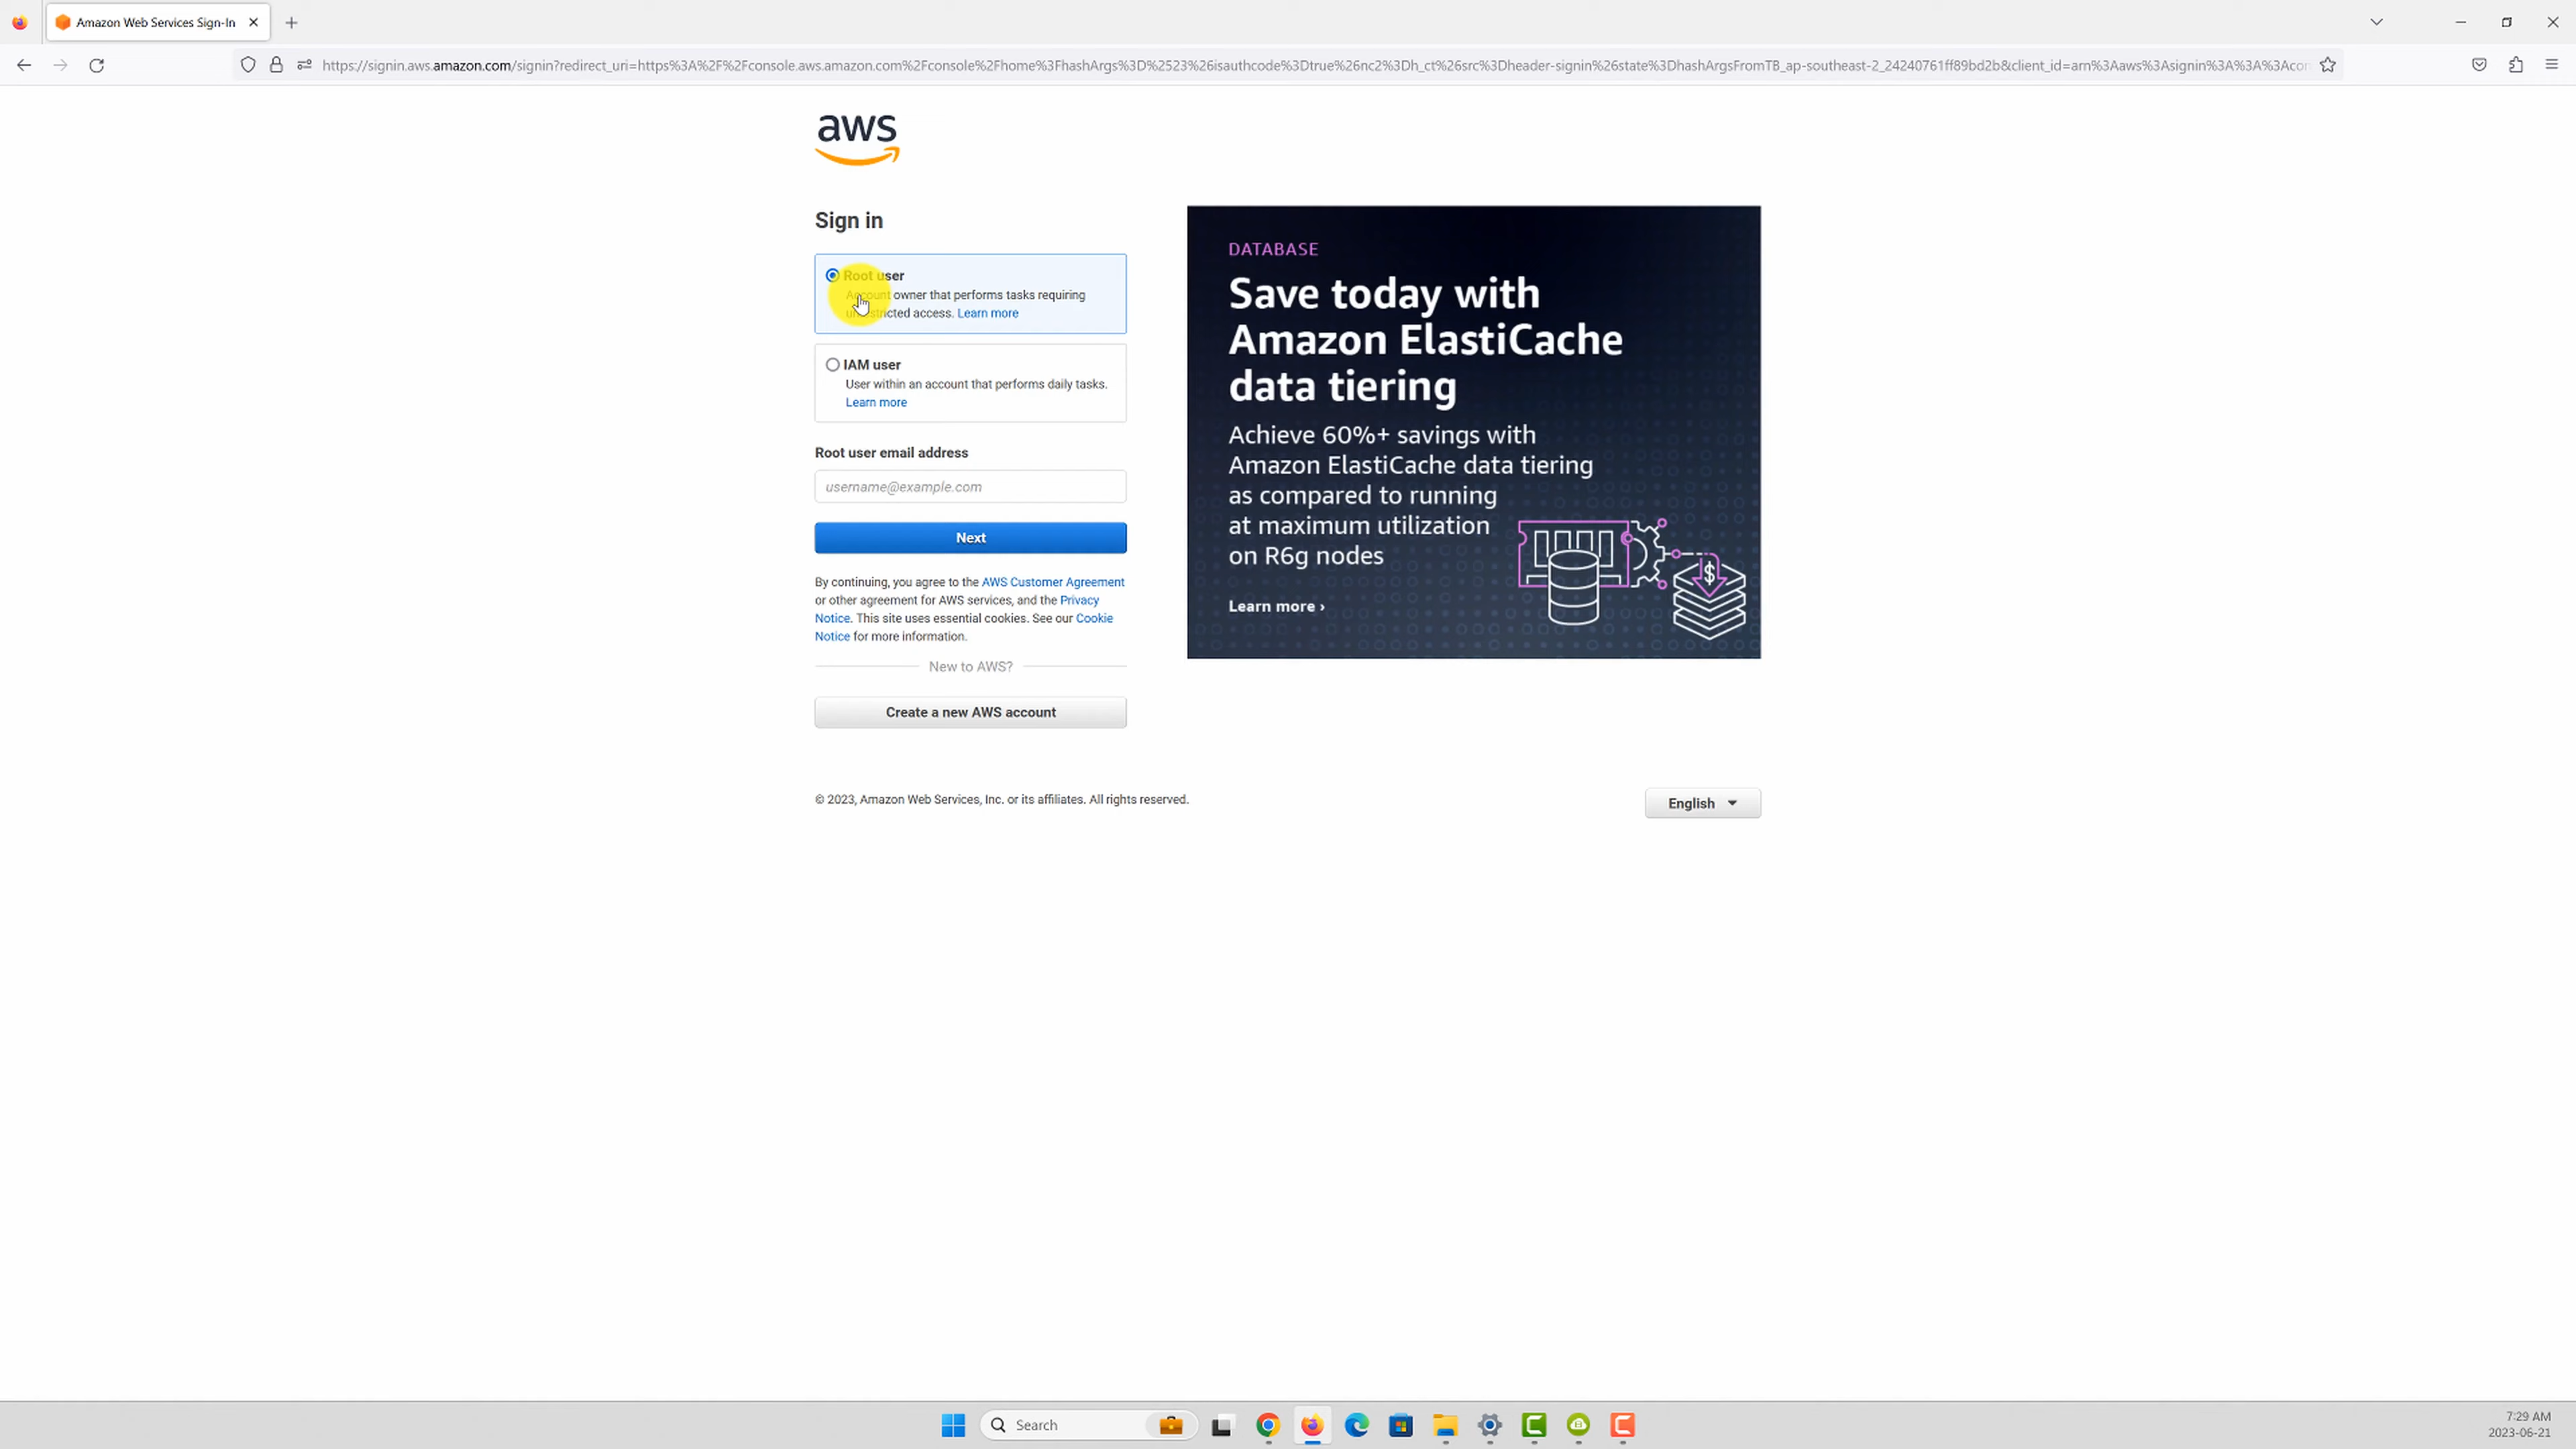 Amazon Web Services Sign-In
https://signin.aws.amazon.com/signin?redirect_uri=https%3A%2F%2Fconsole.aws.amazon.com%2Fconsole%2Fhome%3FhashArgs%3D%2523%26isauthcode%3Dtrue%26nc2%3Dh_ct%26src%3Dheader-signin%26state%3DhashArgsFromTB_ap-southeast-2_24240761ff89bd2b&client_id=arn%3Aaws%3Asignin%3A%3A%3Acon
aws
Sign in
Root user
Account owner that performs tasks requiring
unrestricted access. Learn more
IAM user
User within an account that performs daily tasks.
Learn more
Root user email address
username@example.com
Next
By continuing, you agree to the AWS Customer Agreement
or other agreement for AWS services, and the Privacy
Notice. This site uses essential cookies. See our Cookie
Notice for more information.
New to AWS?
Create a new AWS account
DATABASE
Save today with
Amazon ElastiCache
data tiering
Achieve 60%+ savings with
Amazon ElastiCache data tiering
as compared to running
at maximum utilization
on R6g nodes
Learn more ›
© 2023, Amazon Web Services, Inc. or its affiliates. All rights reserved.
English
Search
7:29 AM
2023-06-21